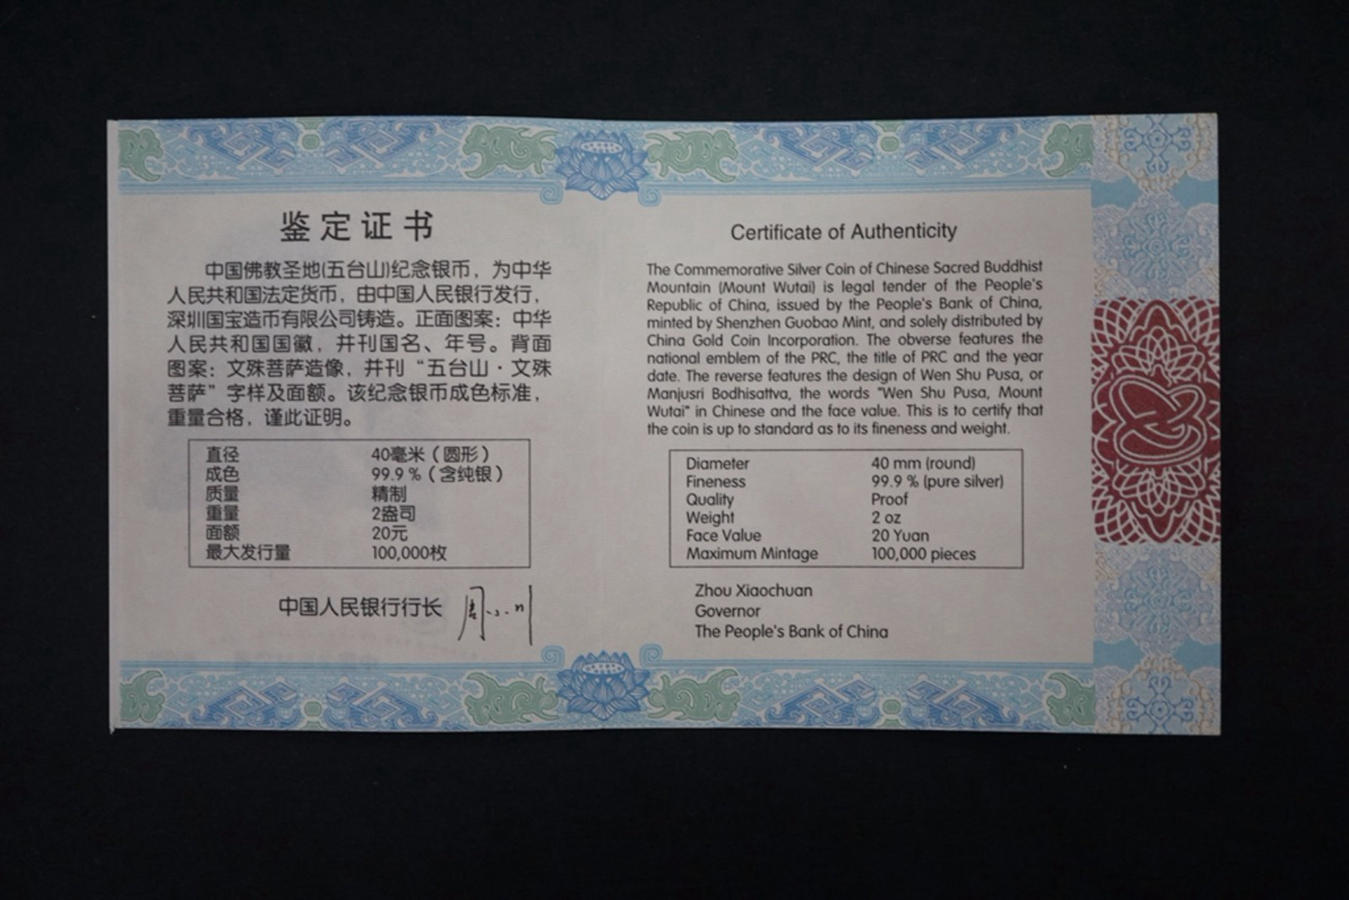 鉴定证书
中国佛教圣地(五台山)纪念银币，为中华
人民共和国法定货币，由中国人民银行发行，
深圳国宝造币有限公司铸造。正面图案：中华
人民共和国国徽，并刊国名、年号。背面
图案：文殊菩萨造像，并刊“五台山·文殊
菩萨”字样及面额。该纪念银币成色标准，
重量合格，谨此证明。
直径 40毫米（圆形）
成色 99.9％（含纯银）
质量 精制
重量 2盎司
面额 20元
最大发行量 100,000枚
中国人民银行行长 周小川
Certificate of Authenticity
The Commemorative Silver Coin of Chinese Sacred Buddhist
Mountain (Mount Wutai) is legal tender of the People's
Republic of China, issued by the People's Bank of China,
minted by Shenzhen Guobao Mint, and solely distributed by
China Gold Coin Incorporation. The obverse features the
national emblem of the PRC, the title of PRC and the year
date. The reverse features the design of Wen Shu Pusa, or
Manjusri Bodhisattva, the words "Wen Shu Pusa, Mount
Wutai" in Chinese and the face value. This is to certify that
the coin is up to standard as to its fineness and weight.
Diameter 40 mm (round)
Fineness 99.9 % (pure silver)
Quality Proof
Weight 2 oz
Face Value 20 Yuan
Maximum Mintage 100,000 pieces
Zhou Xiaochuan
Governor
The People's Bank of China